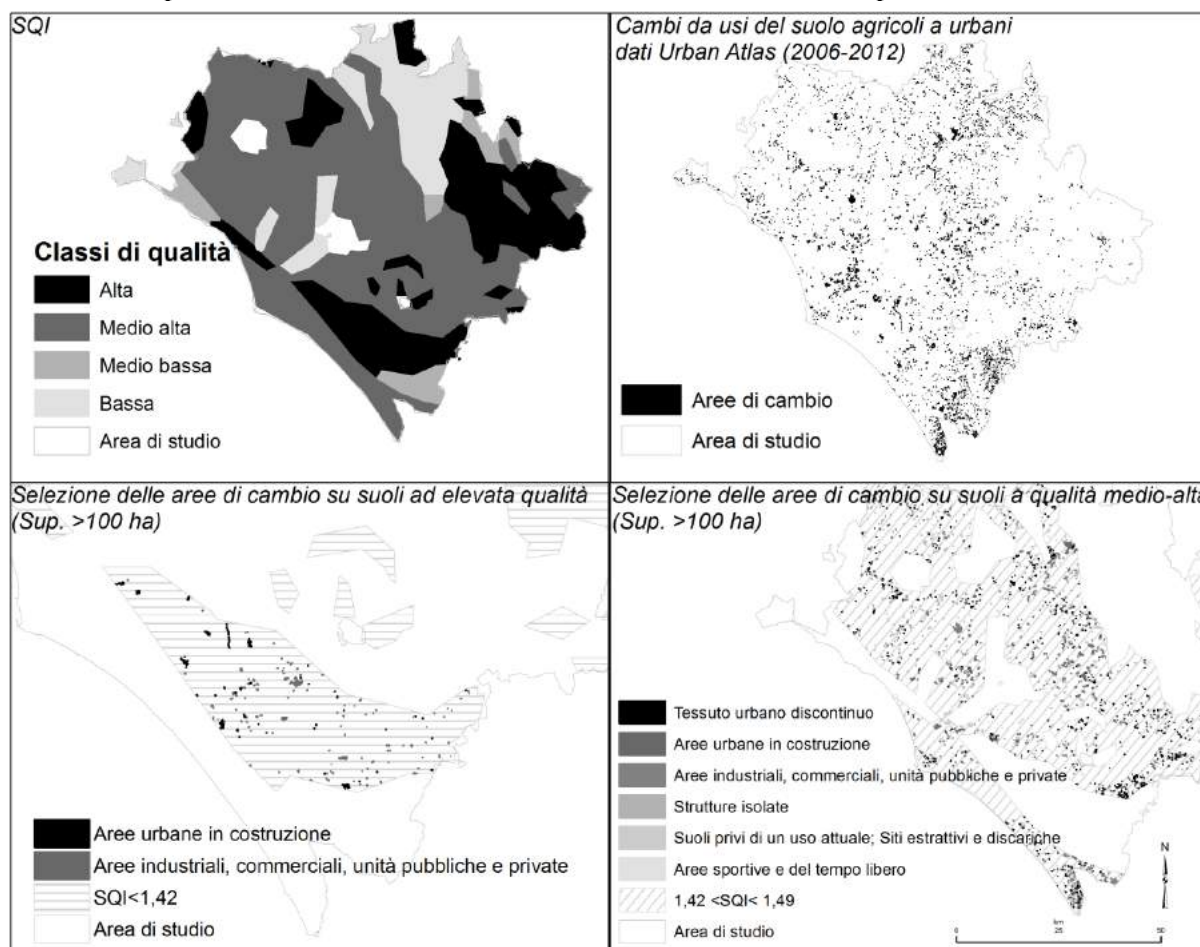 SQI
Classi di qualità
Alta
Medio alta
Medio bassa
Bassa
Area di studio
Cambi da usi del suolo agricoli a urbani
dati Urban Atlas (2006-2012)
Aree di cambio
Area di studio
Selezione delle aree di cambio su suoli ad elevata qualità
(Sup. >100 ha)
Aree urbane in costruzione
Aree industriali, commerciali, unità pubbliche e private
SQI<1,42
Area di studio
Selezione delle aree di cambio su suoli a qualità medio-alta
(Sup. >100 ha)
Tessuto urbano discontinuo
Aree urbane in costruzione
Aree industriali, commerciali, unità pubbliche e private
Strutture isolate
Suoli privi di un uso attuale; Siti estrattivi e discariche
Aree sportive e del tempo libero
1,42 <SQI< 1,49
Area di studio
N
km
0 25 50